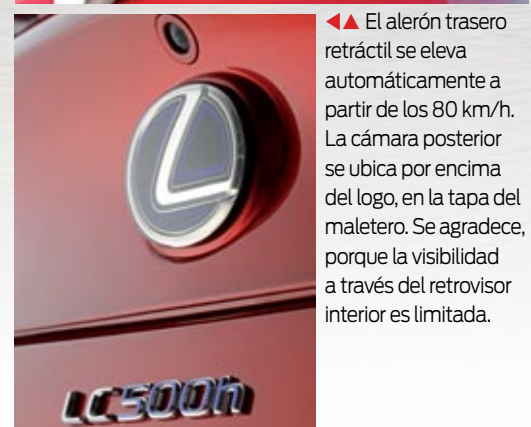 ◀▲ El alerón trasero
retráctil se eleva
automáticamente a
partir de los 80 km/h.
La cámara posterior
se ubica por encima
del logo, en la tapa del
maletero. Se agradece,
porque la visibilidad
a través del retrovisor
interior es limitada.
LC500h